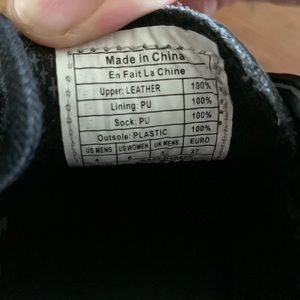 Made in China
En Fait La Chine
Upper: LEATHER 100%
Lining: PU 100%
Sock: PU 100%
Outsole: PLASTIC 100%
US MENS US WOMEN UK MENS EURO
37